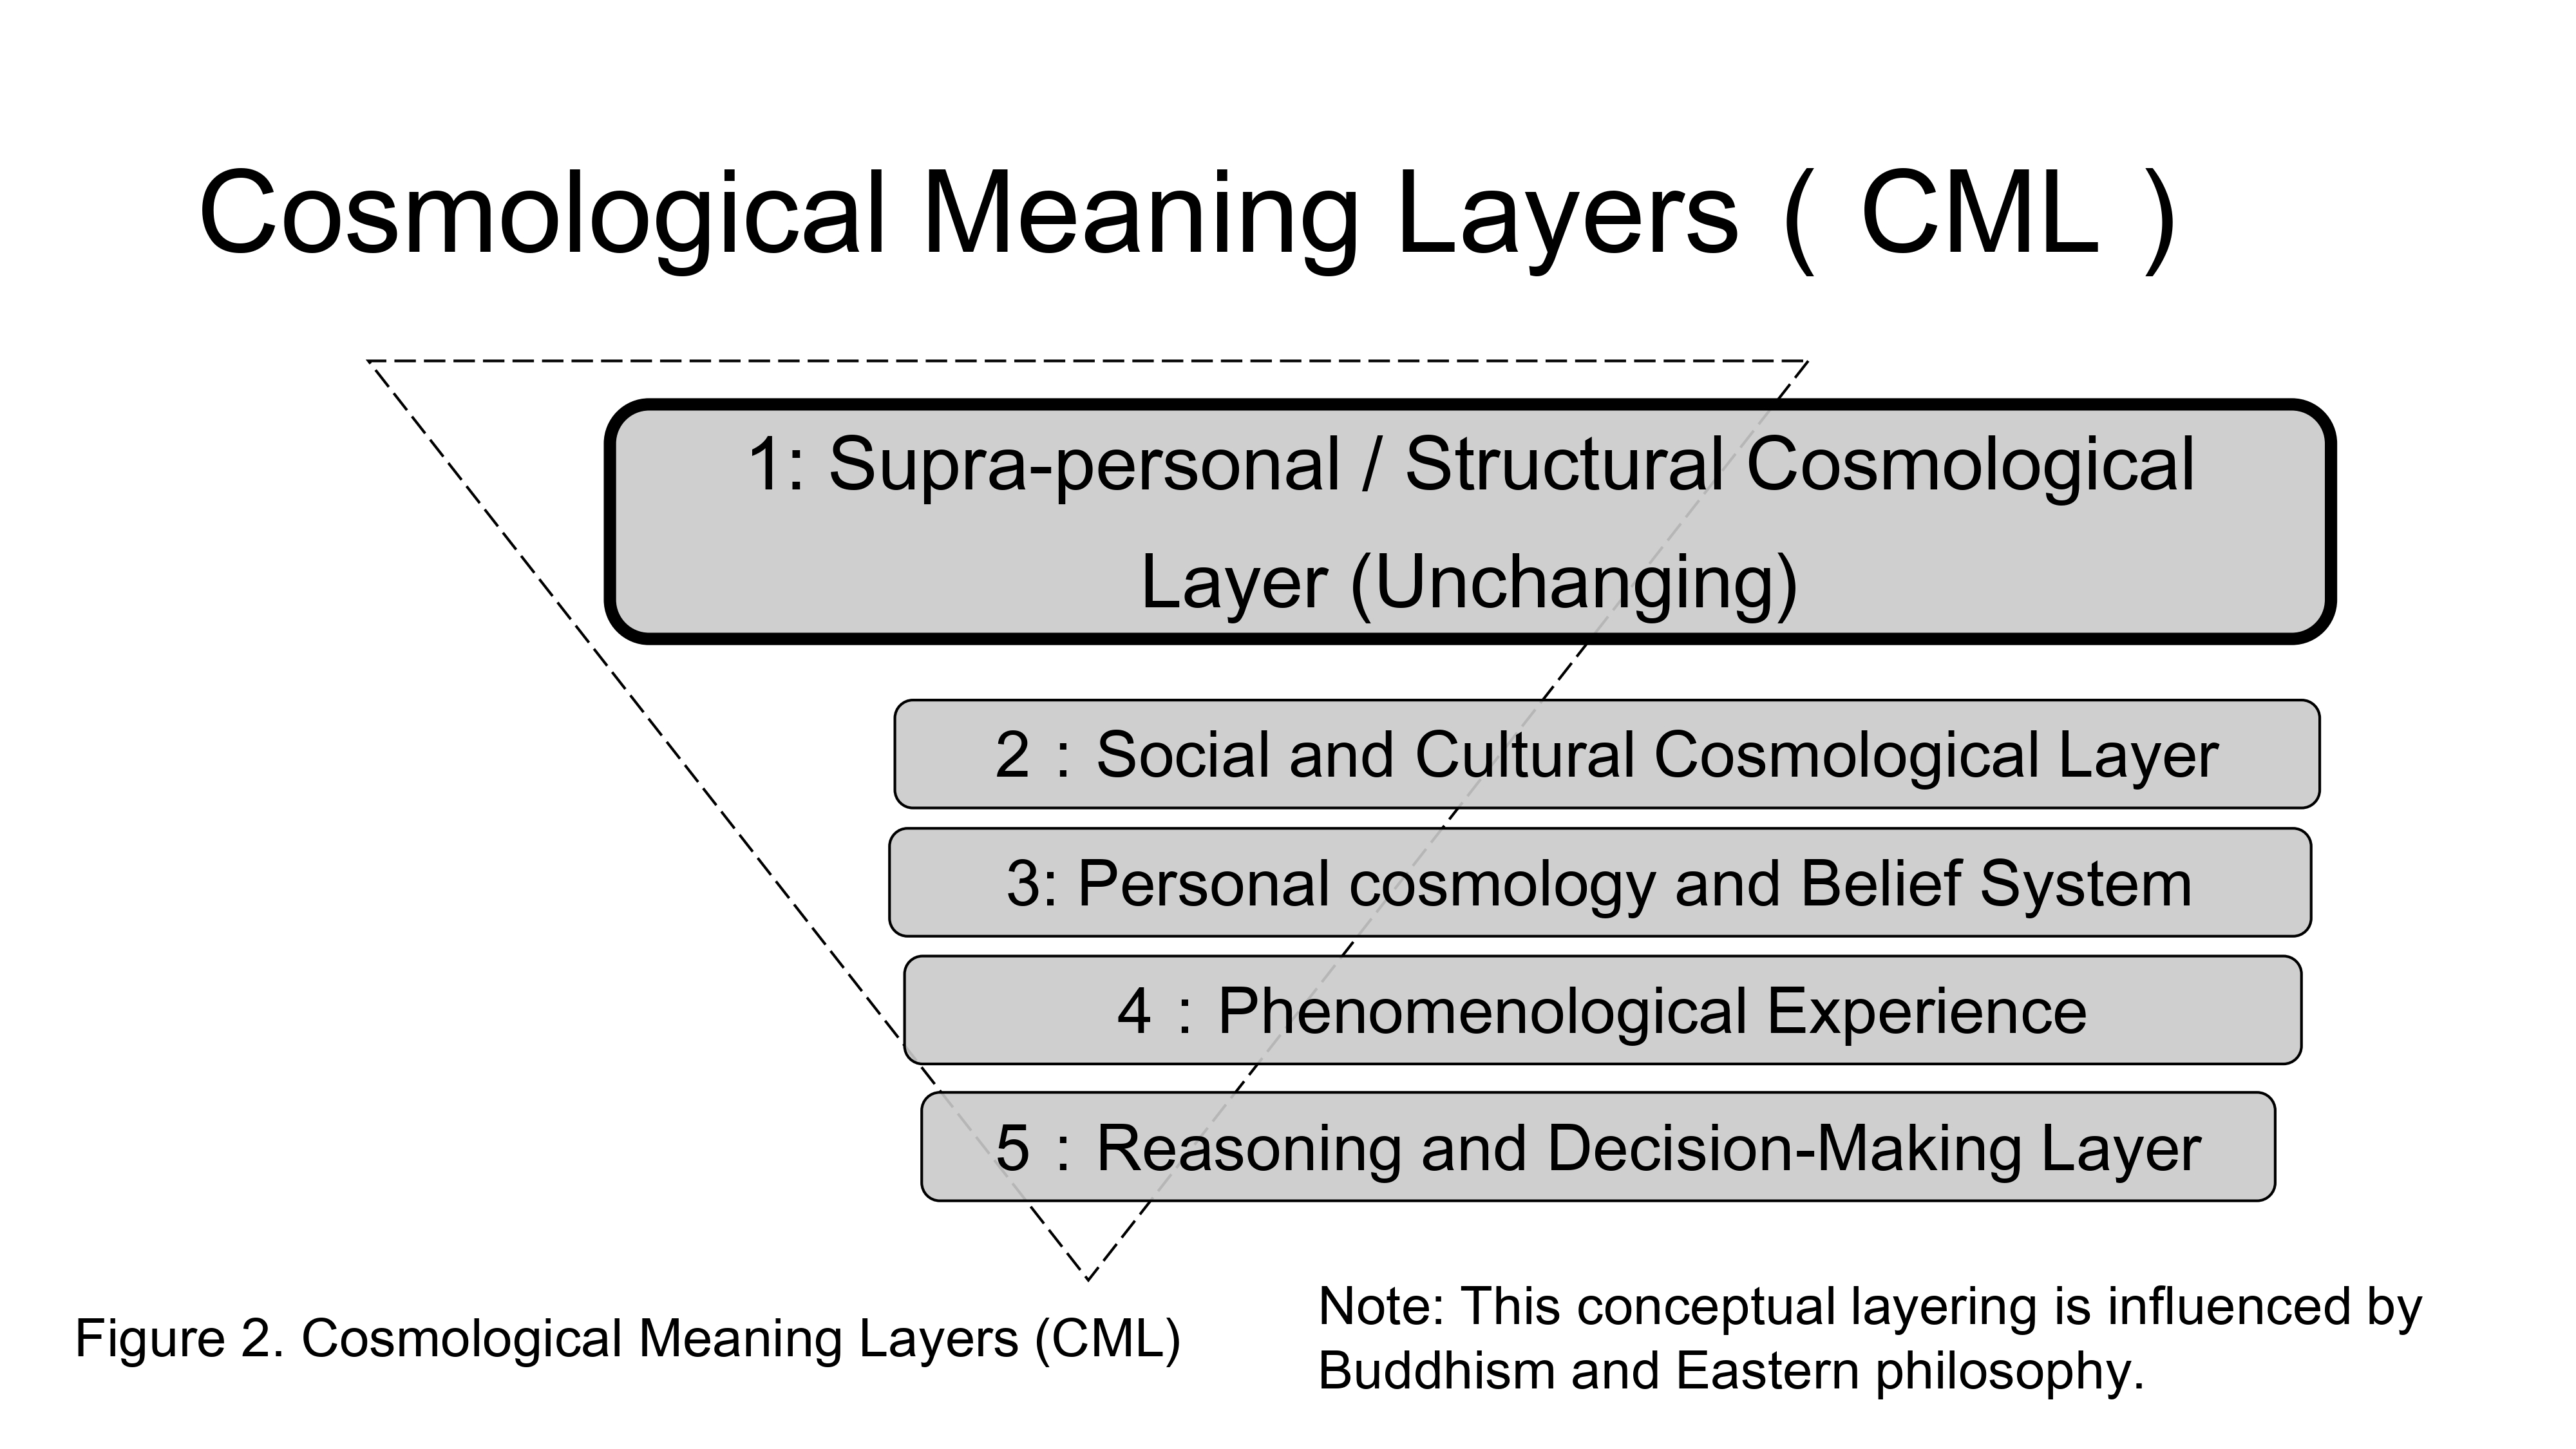 Cosmological Meaning Layers（CML）
1: Supra-personal / Structural Cosmological
Layer (Unchanging)
2：Social and Cultural Cosmological Layer
3: Personal cosmology and Belief System
4：Phenomenological Experience
5：Reasoning and Decision-Making Layer
Figure 2. Cosmological Meaning Layers (CML)
Note: This conceptual layering is influenced by
Buddhism and Eastern philosophy.